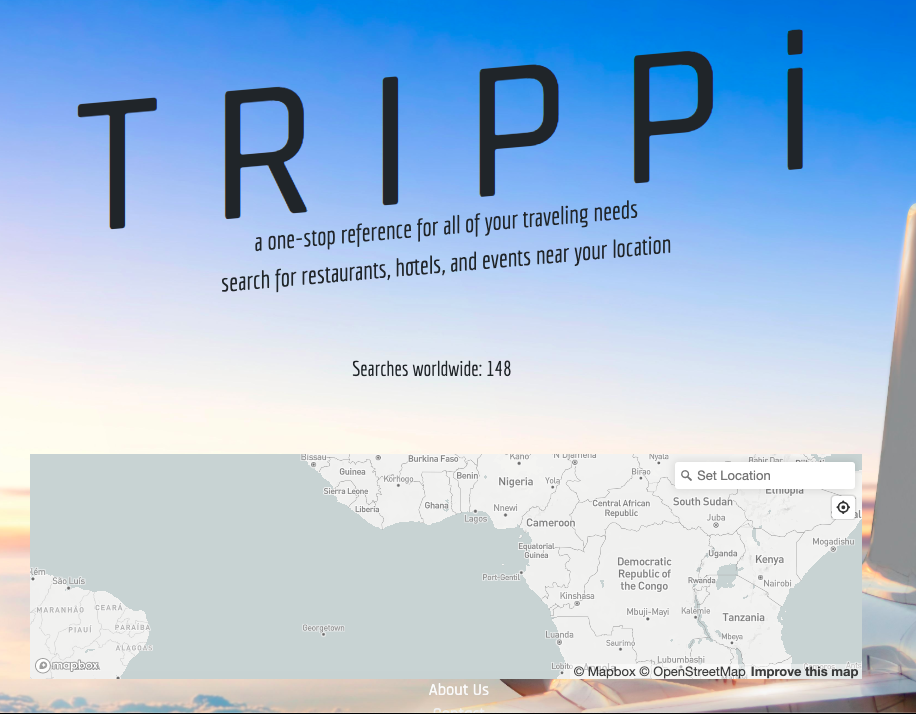 TRIPPi
a one-stop reference for all of your traveling needs
search for restaurants, hotels, and events near your location
Searches worldwide: 148
Bissau
Burkina Faso
Kano
N'Djamena
Nyala
Set Location
Guinea
Korhogo
Benin
Nigeria
Yola
Birao
Ethiopia
Sierra Leone
Ghana
Nnewi
Central African
Republic
South Sudan
Liberia
Lagos
Cameroon
Juba
Mogadishu
Equatorial
Guinea
Uganda
Kenya
Democratic
Republic of
the Congo
São Luís
Port-Gentil
Rwanda
Nairobi
Kinshasa
MARANHÃO
CEARÁ
Mbuji-Mayi
Kalemie
Tanzania
PIAUÍ
PARAÍBA
Georgetown
Luanda
Saurimo
Mbeya
ALAGOAS
mapbox
Lubumbashi
© Mapbox © OpenStreetMap Improve this map
About Us